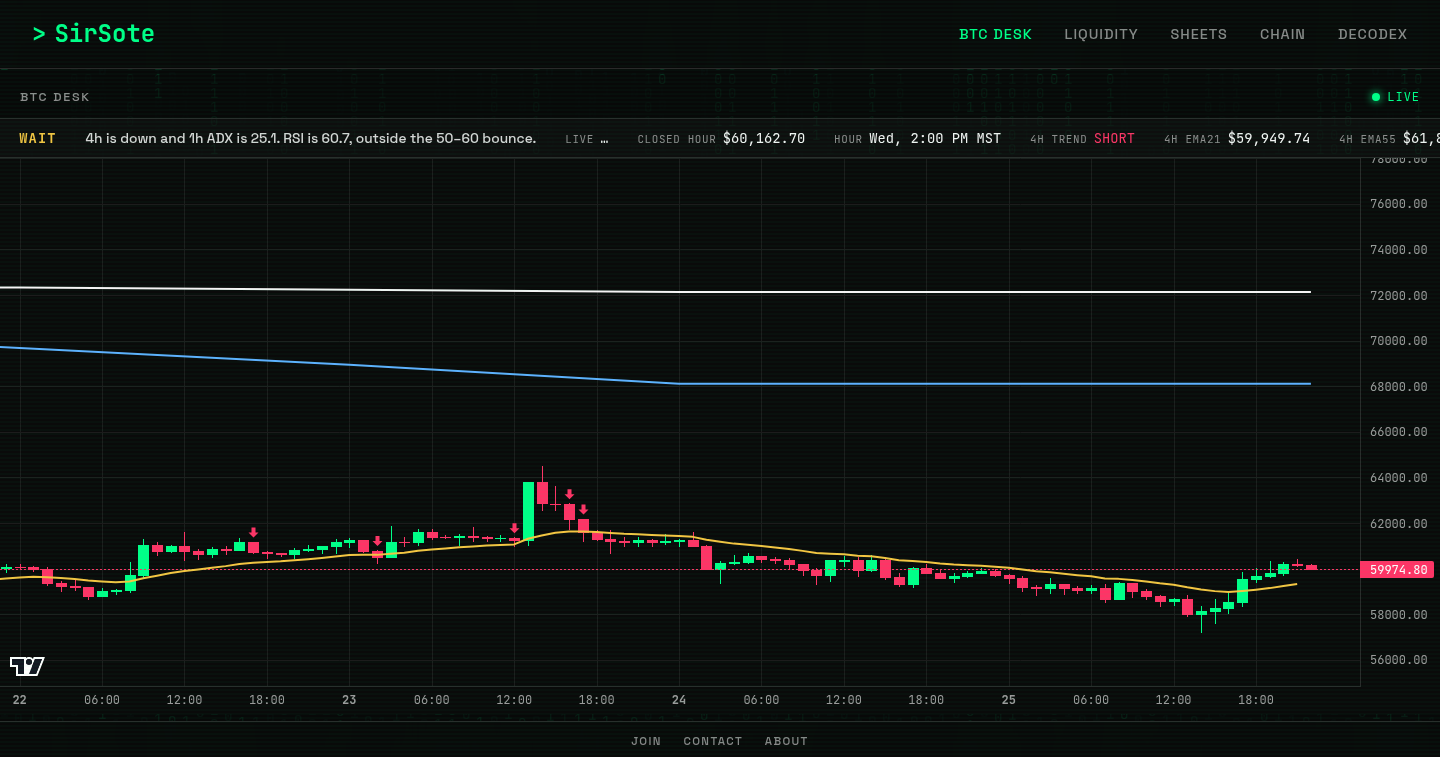 > SirSote
BTC DESK LIQUIDITY SHEETS CHAIN DECODEX
BTC DESK
LIVE
WAIT 4h is down and 1h ADX is 25.1. RSI is 60.7, outside the 50–60 bounce. LIVE … CLOSED HOUR $60,162.70 HOUR Wed, 2:00 PM MST 4H TREND SHORT 4H EMA21 $59,949.74 4H EMA55 $61,8
78000.00
76000.00
74000.00
72000.00
70000.00
68000.00
66000.00
64000.00
62000.00
59974.80
58000.00
56000.00
22 06:00 12:00 18:00 23 06:00 12:00 18:00 24 06:00 12:00 18:00 25 06:00 12:00 18:00
JOIN CONTACT ABOUT